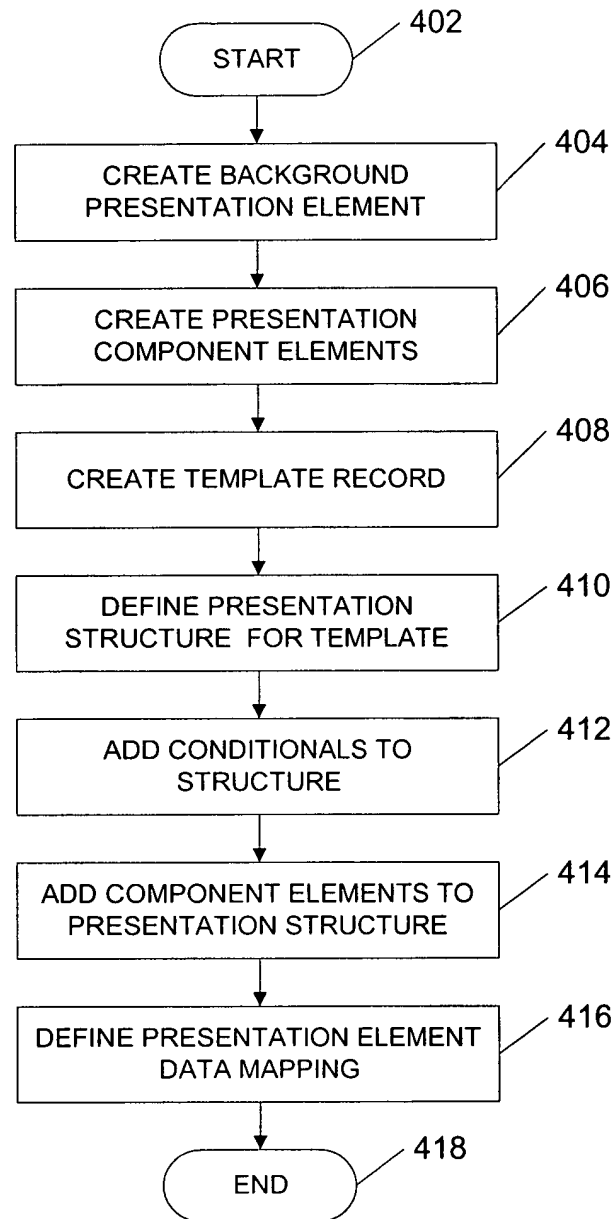 402
START
404
CREATE BACKGROUND
PRESENTATION ELEMENT
406
CREATE PRESENTATION
COMPONENT ELEMENTS
408
CREATE TEMPLATE RECORD
410
DEFINE PRESENTATION
STRUCTURE FOR TEMPLATE
412
ADD CONDITIONALS TO
STRUCTURE
414
ADD COMPONENT ELEMENTS TO
PRESENTATION STRUCTURE
416
DEFINE PRESENTATION ELEMENT
DATA MAPPING
418
END